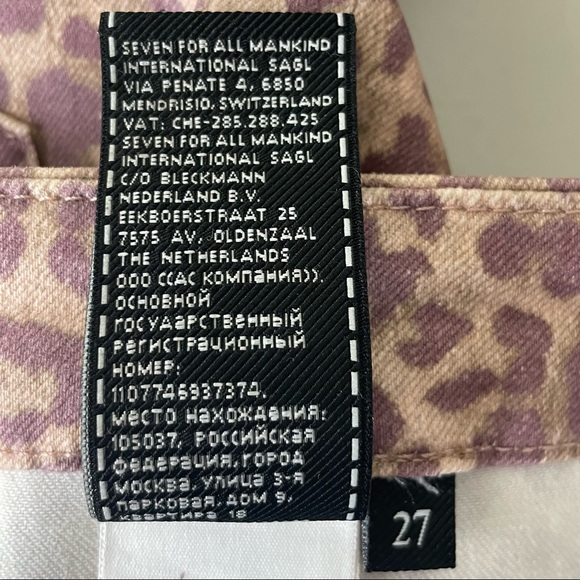 SEVEN FOR ALL MANKIND
INTERNATIONAL SAGL
VIA PENATE 4, 6850
MENDRISIO, SWITZERLAND
VAT: CHE-285.288.425
SEVEN FOR ALL MANKIND
INTERNATIONAL SAGL
C/O BLECKMANN
NEDERLAND B.V.
EEKBOERSTRAAT 25
7575 AV, OLDENZAAL
THE NETHERLANDS
ООО ((АС КОМПАНИЯ)).
ОСНОВНОЙ
ГОСУДАРСТВЕННЫЙ
РЕГИСТРАЦИОННЫЙ
НОМЕР:
1107746937374.
МЕСТО НАХОЖДЕНИЯ:
105037, РОССИЙСКАЯ
ФЕДЕРАЦИЯ, ГОРОД
МОСКВА, УЛИЦА 3-Я
ПАРКОВАЯ, ДОМ 9,
КВАРТИРА 18
27